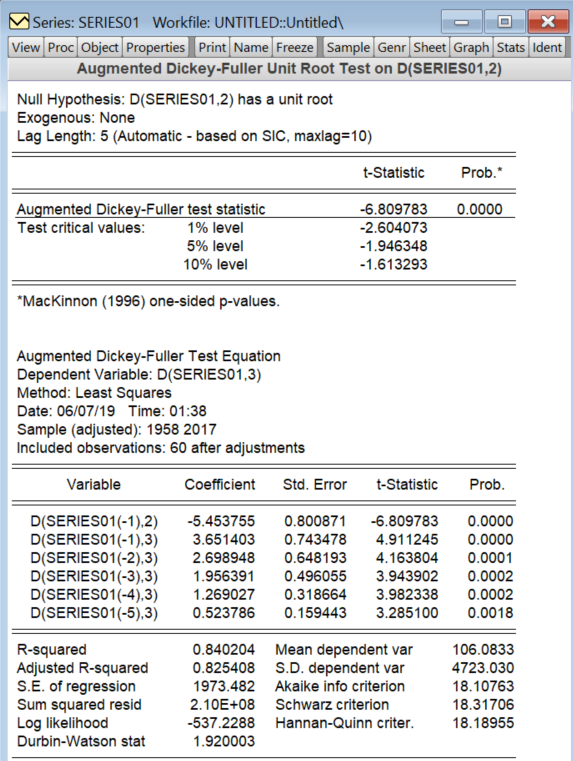 Series: SERIES01 Workfile: UNTITLED::Untitled\
View Proc Object Properties Print Name Freeze Sample Genr Sheet Graph Stats Ident
Augmented Dickey-Fuller Unit Root Test on D(SERIES01,2)
Null Hypothesis: D(SERIES01,2) has a unit root
Exogenous: None
Lag Length: 5 (Automatic - based on SIC, maxlag=10)
t-Statistic Prob.*
Augmented Dickey-Fuller test statistic -6.809783 0.0000
Test critical values: 1% level -2.604073
5% level -1.946348
10% level -1.613293
*MacKinnon (1996) one-sided p-values.
Augmented Dickey-Fuller Test Equation
Dependent Variable: D(SERIES01,3)
Method: Least Squares
Date: 06/07/19 Time: 01:38
Sample (adjusted): 1958 2017
Included observations: 60 after adjustments
Variable Coefficient Std. Error t-Statistic Prob.
D(SERIES01(-1),2) -5.453755 0.800871 -6.809783 0.0000
D(SERIES01(-1),3) 3.651403 0.743478 4.911245 0.0000
D(SERIES01(-2),3) 2.698948 0.648193 4.163804 0.0001
D(SERIES01(-3),3) 1.956391 0.496055 3.943902 0.0002
D(SERIES01(-4),3) 1.269027 0.318664 3.982338 0.0002
D(SERIES01(-5),3) 0.523786 0.159443 3.285100 0.0018
R-squared 0.840204 Mean dependent var 106.0833
Adjusted R-squared 0.825408 S.D. dependent var 4723.030
S.E. of regression 1973.482 Akaike info criterion 18.10763
Sum squared resid 2.10E+08 Schwarz criterion 18.31706
Log likelihood -537.2288 Hannan-Quinn criter. 18.18955
Durbin-Watson stat 1.920003